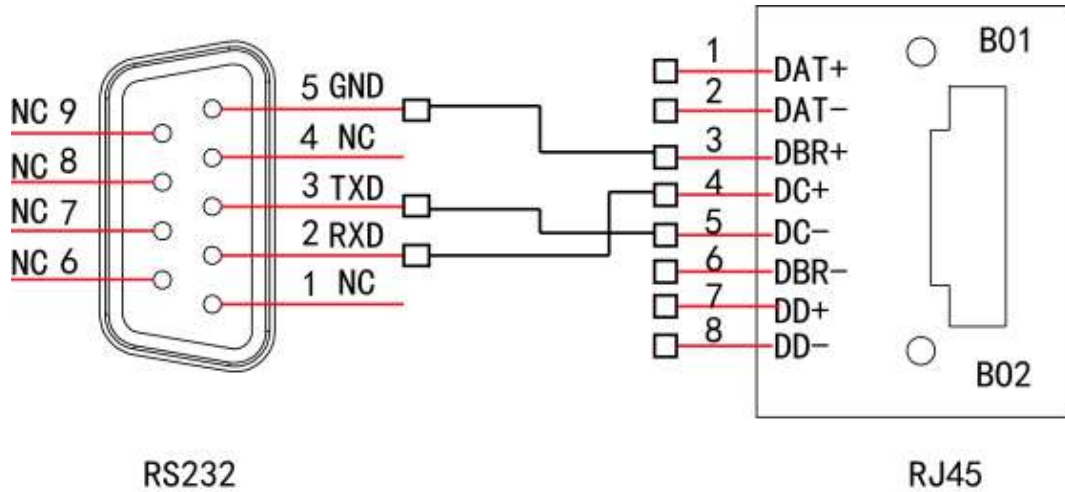 NC 9
NC 8
NC 7
NC 6
5 GND
4 NC
3 TXD
2 RXD
1 NC
RS232
1 DAT+
2 DAT-
3 DBR+
4 DC+
5 DC-
6 DBR-
7 DD+
8 DD-
B01
B02
RJ45